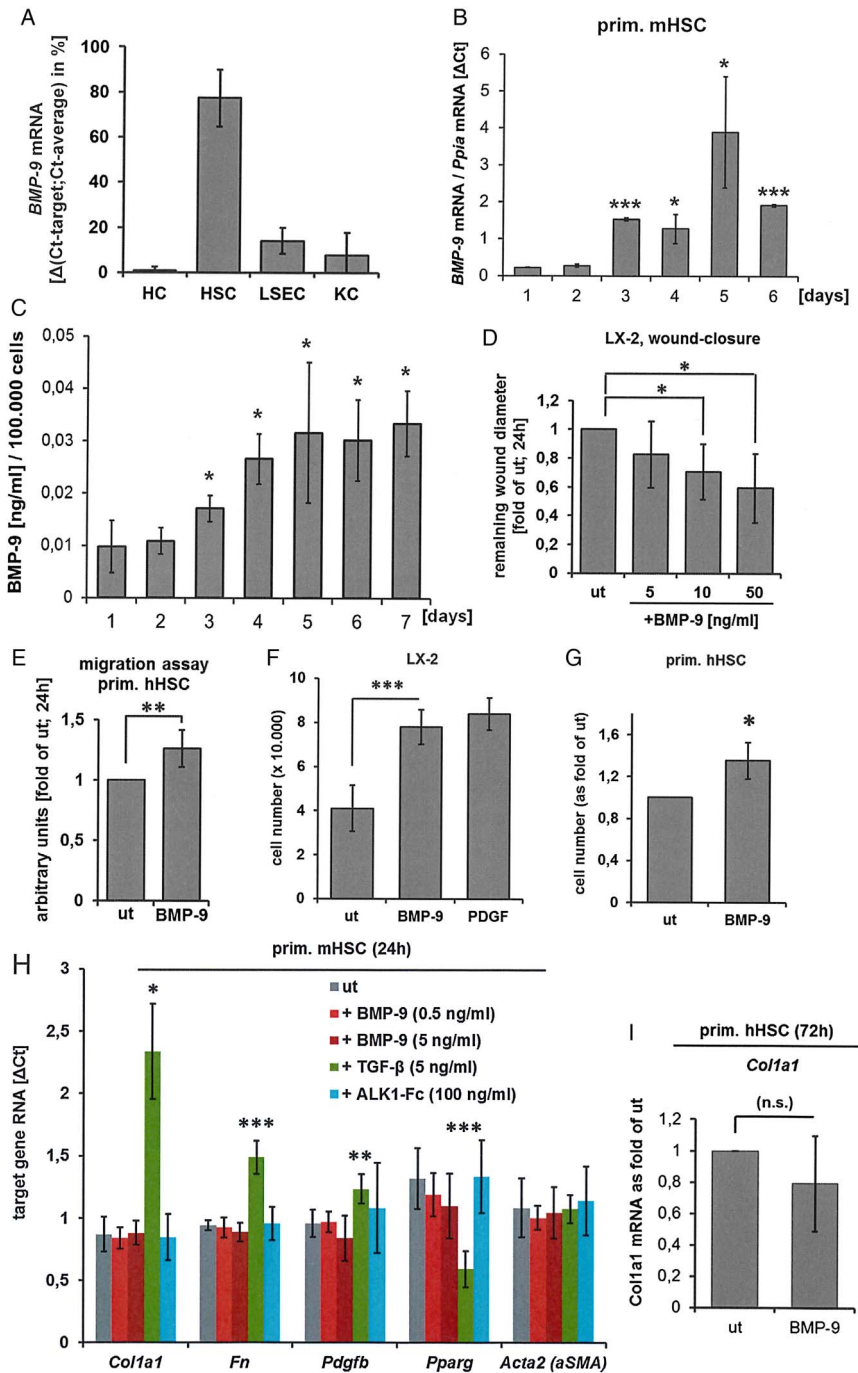 A
BMP-9 mRNA
[Δ(Ct-target;Ct-average) in %]
100
80
60
40
20
0
HC HSC LSEC KC
B
prim. mHSC
BMP-9 mRNA / Ppia mRNA [ΔCt]
6
5
4
3
2
1
0
*** * * ***
1 2 3 4 5 6 [days]
C
BMP-9 [ng/ml] / 100.000 cells
0,05
0,04
0,03
0,02
0,01
0
* * * * *
1 2 3 4 5 6 7 [days]
D
LX-2, wound-closure
remaining wound diameter
[fold of ut; 24h]
1,2
1
0,8
0,6
0,4
0,2
0
*
*
ut 5 10 50
+BMP-9 [ng/ml]
E
migration assay
prim. hHSC
arbitrary units [fold of ut; 24h]
1,5
1
0,5
0
**
ut BMP-9
F
LX-2
cell number (x 10.000)
10
8
6
4
2
0
***
ut BMP-9 PDGF
G
prim. hHSC
cell number (as fold of ut)
1,6
1,2
0,8
0,4
0
*
ut BMP-9
H
prim. mHSC (24h)
target gene RNA [ΔCt]
3
2,5
2
1,5
1
0,5
0
ut
+ BMP-9 (0.5 ng/ml)
+ BMP-9 (5 ng/ml)
+ TGF-β (5 ng/ml)
+ ALK1-Fc (100 ng/ml)
* *** ** ***
Col1a1 Fn Pdgfb Pparg Acta2 (aSMA)
I
prim. hHSC (72h)
Col1a1
(n.s.)
Col1a1 mRNA as fold of ut
1,2
1
0,8
0,6
0,4
0,2
0
ut BMP-9